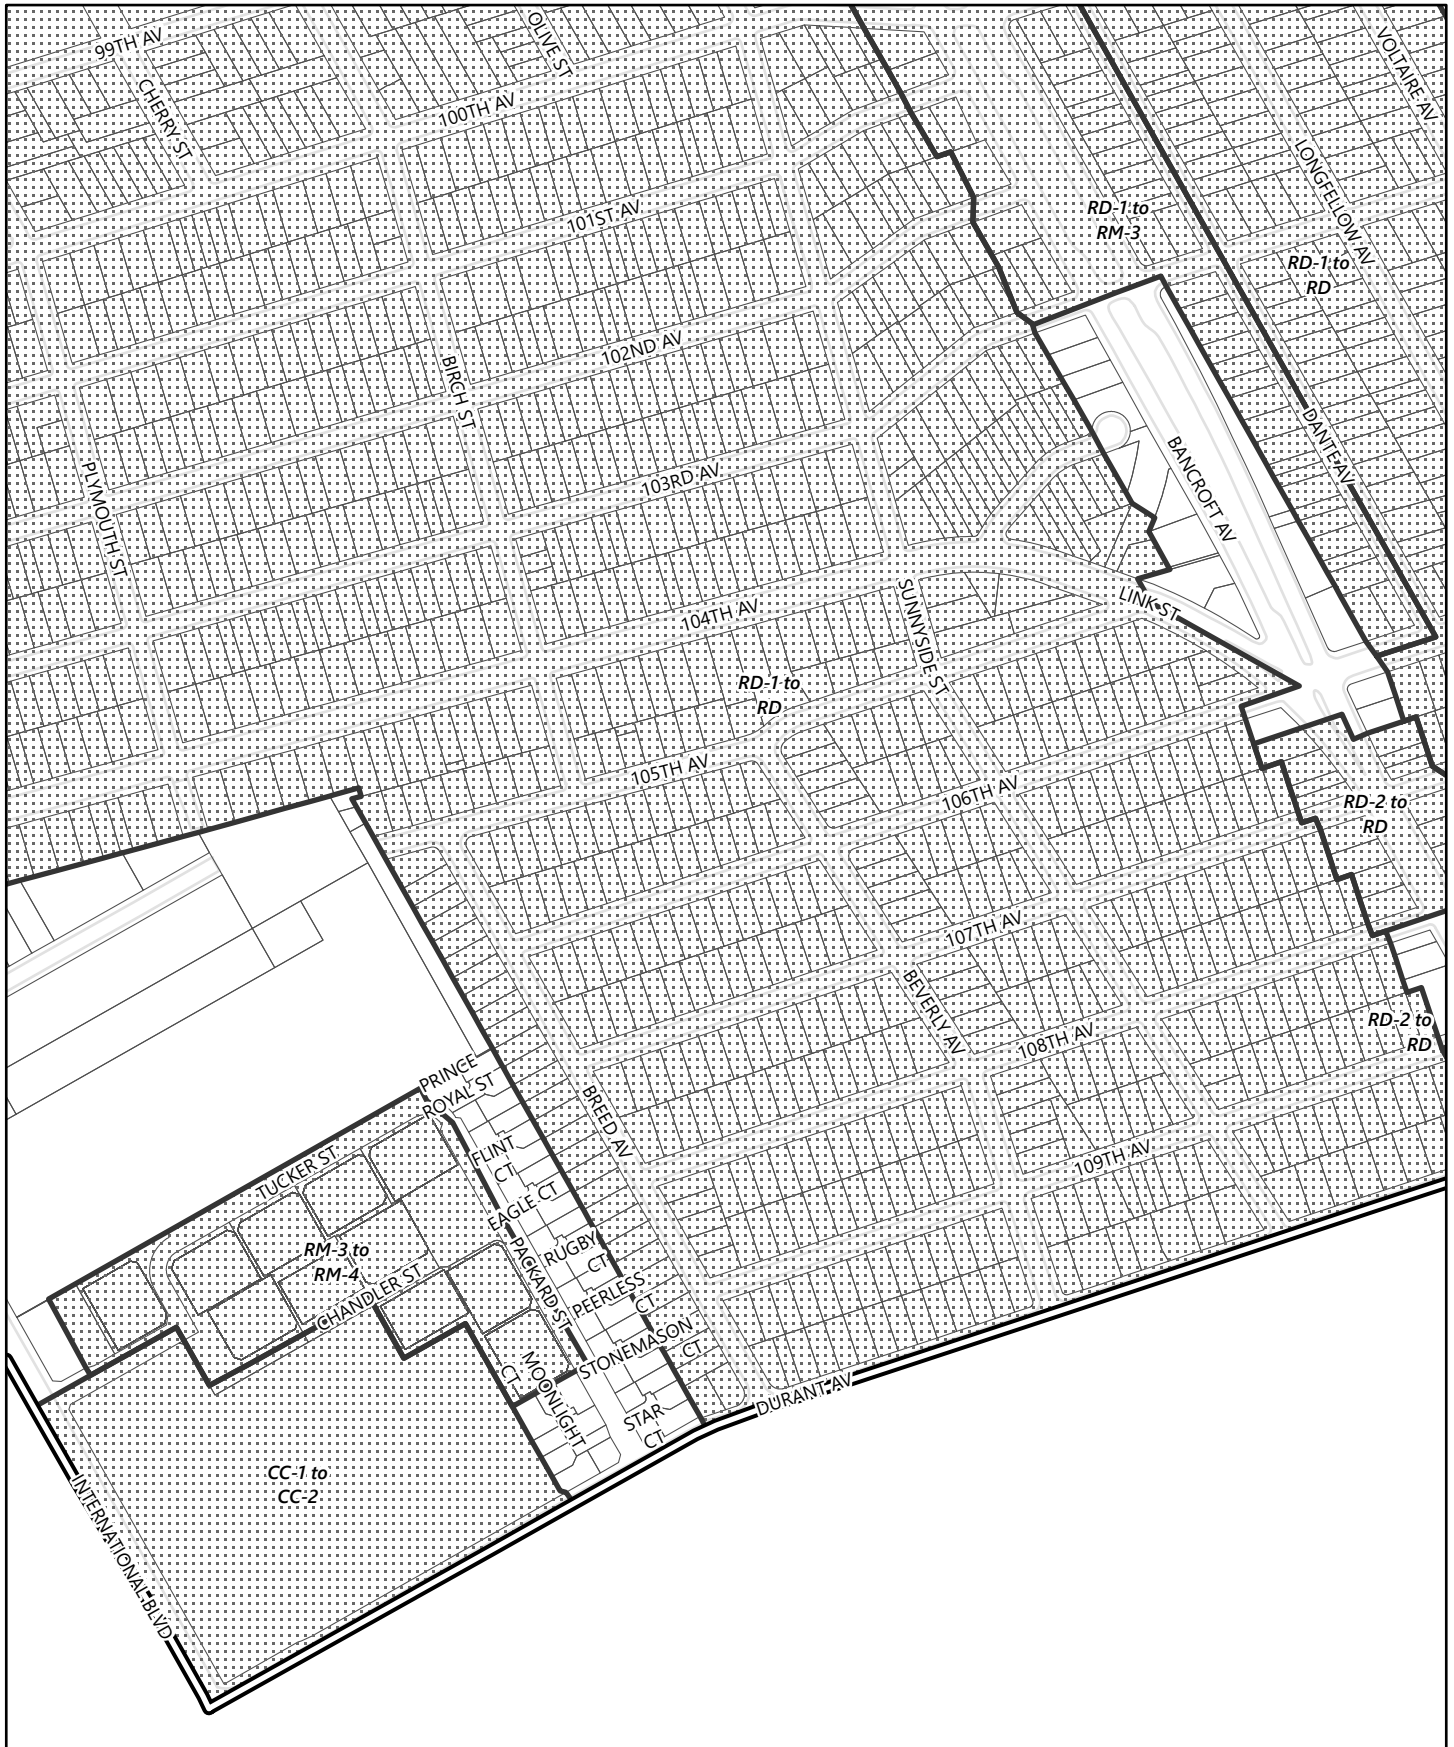 99TH AV
CHERRY ST
OLIVE ST
100TH AV
VOLTAIRE AV
LONGFELLOW AV
101ST AV
RD-1 to
RM-3
RD-1 to
RD
102ND AV
BIRCH ST
PLYMOUTH ST
103RD AV
BANCROFT AV
DANTE AV
104TH AV
SUNNYSIDE ST
LINK ST
RD-1 to
RD
105TH AV
106TH AV
RD-2 to
RD
107TH AV
BEVERLY AV
108TH AV
RD-2 to
RD
PRINCE
ROYAL ST
BREED AV
FLINT
CT
109TH AV
TUCKER ST
EAGLE CT
PACKARD ST
RUGBY
CT
RM-3 to
RM-4
CHANDLER ST
PEERLESS
CT
STONEMASON
CT
MOONLIGHT
CT
DURANT AV
STAR
CT
CC-1 to
CC-2
INTERNATIONAL BLVD